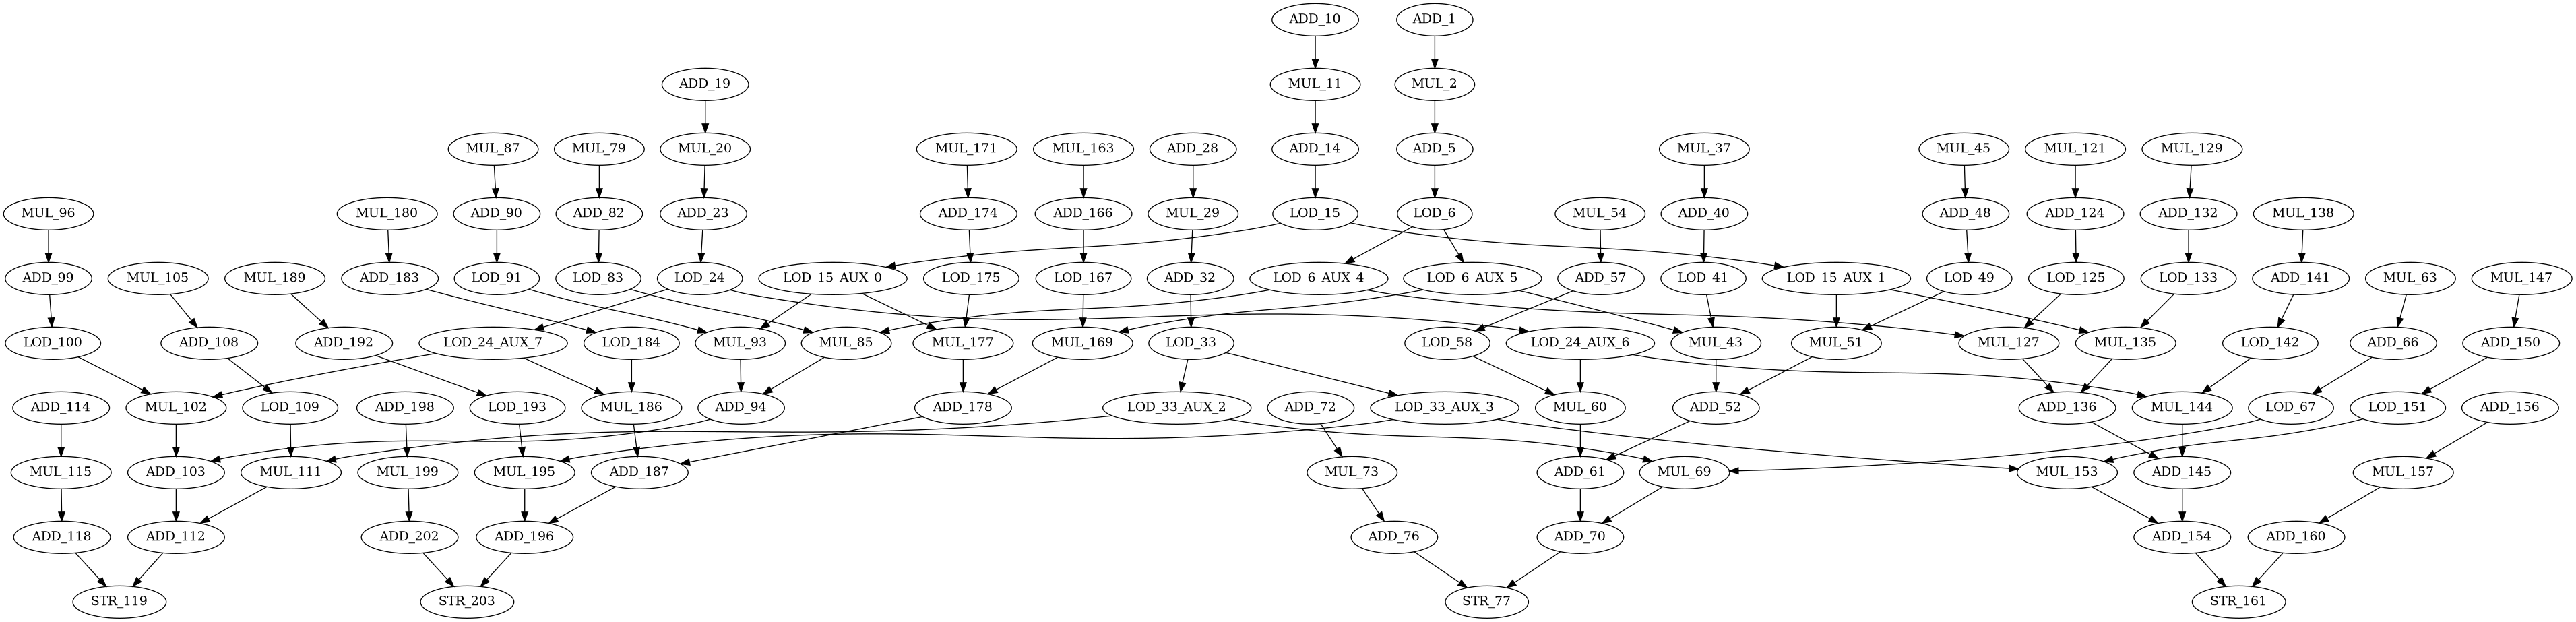 ADD_10 ADD_1
ADD_19 MUL_11 MUL_2
MUL_87 MUL_79 MUL_20 MUL_171 MUL_163 ADD_28 ADD_14 ADD_5 MUL_37 MUL_45 MUL_121 MUL_129
MUL_96 MUL_180 ADD_90 ADD_82 ADD_23 ADD_174 ADD_166 MUL_29 LOD_15 LOD_6 MUL_54 ADD_40 ADD_48 ADD_124 ADD_132 MUL_138
ADD_99 MUL_105 MUL_189 ADD_183 LOD_91 LOD_83 LOD_24 LOD_15_AUX_0 LOD_175 LOD_167 ADD_32 LOD_6_AUX_4 LOD_6_AUX_5 ADD_57 LOD_41 LOD_15_AUX_1 LOD_49 LOD_125 LOD_133 ADD_141 MUL_63 MUL_147
LOD_100 ADD_108 ADD_192 LOD_24_AUX_7 LOD_184 MUL_93 MUL_85 MUL_177 MUL_169 LOD_33 LOD_58 LOD_24_AUX_6 MUL_43 MUL_51 MUL_127 MUL_135 LOD_142 ADD_66 ADD_150
ADD_114 MUL_102 LOD_109 ADD_198 LOD_193 MUL_186 ADD_94 ADD_178 LOD_33_AUX_2 ADD_72 LOD_33_AUX_3 MUL_60 ADD_52 ADD_136 MUL_144 LOD_67 LOD_151 ADD_156
MUL_115 ADD_103 MUL_111 MUL_199 MUL_195 ADD_187 MUL_73 ADD_61 MUL_69 MUL_153 ADD_145 MUL_157
ADD_118 ADD_112 ADD_202 ADD_196 ADD_76 ADD_70 ADD_154 ADD_160
STR_119 STR_203 STR_77 STR_161